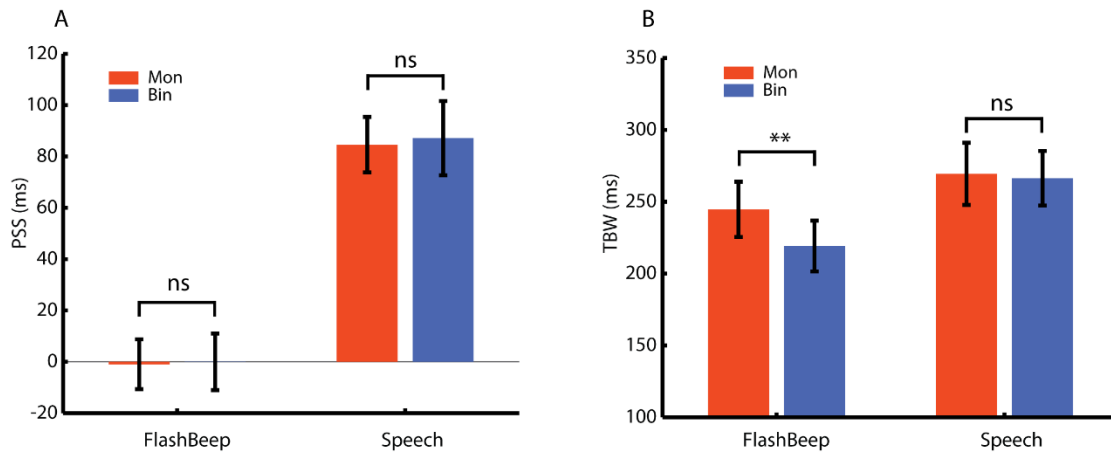 A
PSS (ms)
120
100
80
60
40
20
0
-20
Mon
Bin
ns
ns
FlashBeep
Speech
B
TBW (ms)
350
300
250
200
150
100
Mon
Bin
**
ns
FlashBeep
Speech